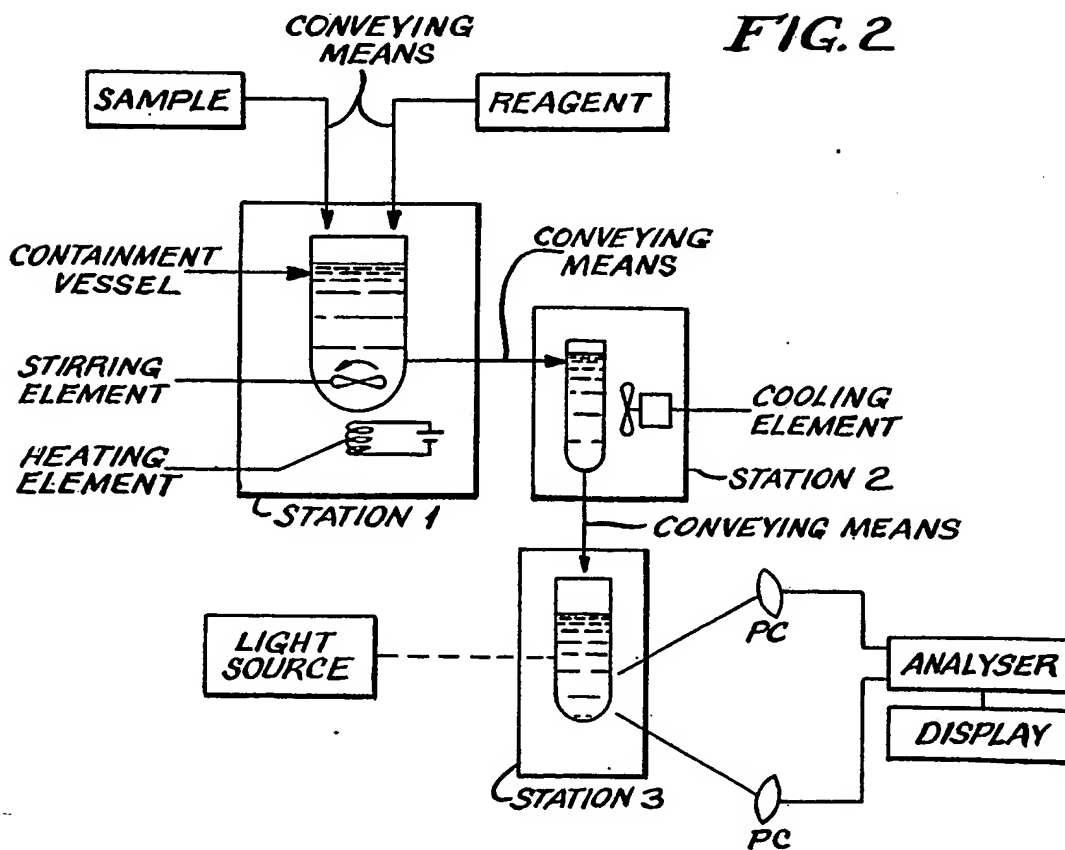 FIG. 2
CONVEYING
MEANS
SAMPLE
REAGENT
CONTAINMENT
VESSEL
CONVEYING
MEANS
STIRRING
ELEMENT
COOLING
ELEMENT
HEATING
ELEMENT
STATION 1
STATION 2
CONVEYING MEANS
LIGHT
SOURCE
PC
ANALYSER
DISPLAY
STATION 3
PC